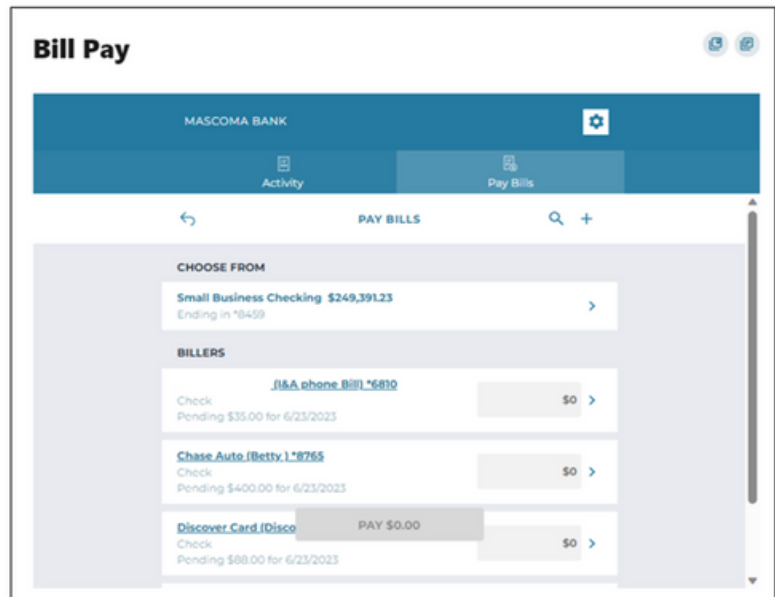 Bill Pay
MASCOMA BANK
Activity
Pay Bills
PAY BILLS
CHOOSE FROM
Small Business Checking $249,391.23
Ending in *8459
BILLERS
(I&A phone Bill) *6810
Check
$0
Pending $35.00 for 6/23/2023
Chase Auto (Betty ) *8765
Check
$0
Pending $400.00 for 6/23/2023
Discover Card (Disco
PAY $0.00
Check
$0
Pending $88.00 for 6/23/2023